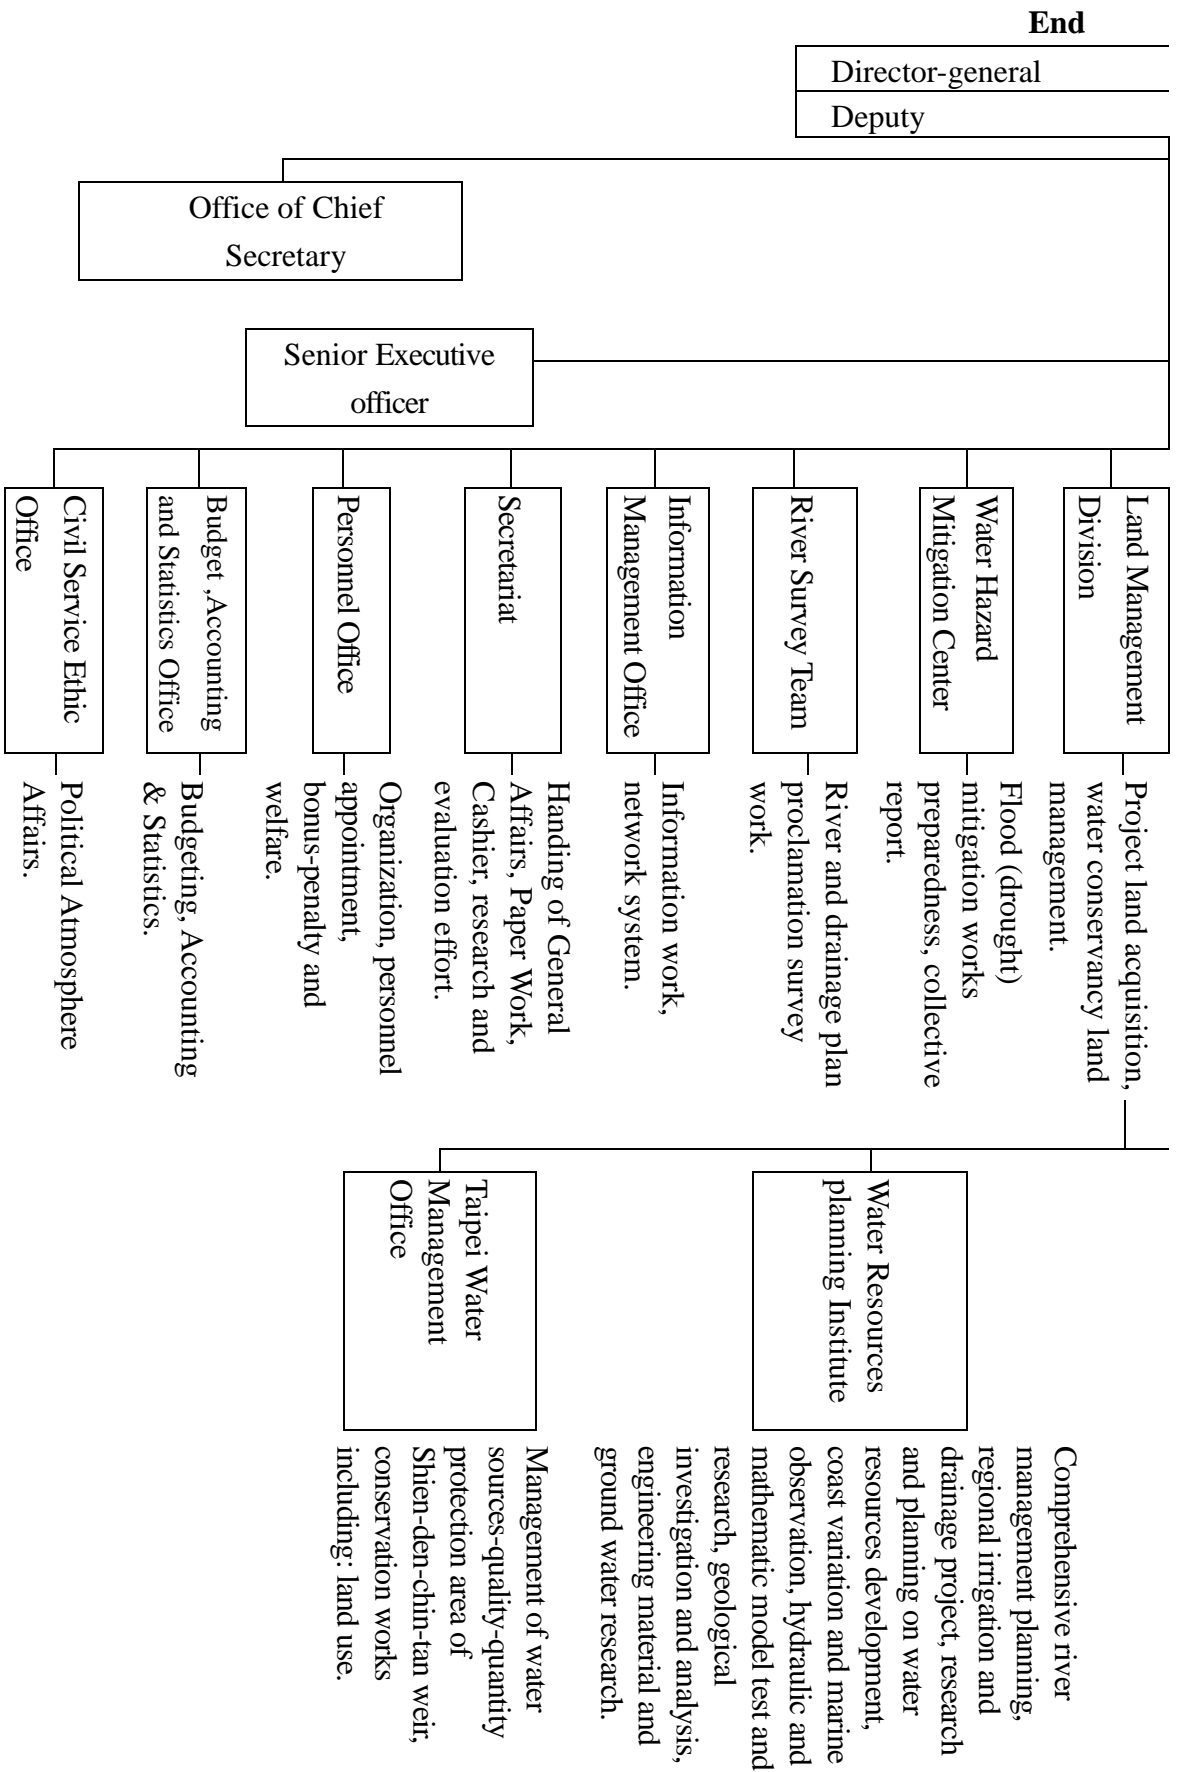 End
Director-general
Deputy
Office of Chief
Secretary
Senior Executive
officer
Civil Service Ethic
Office
Budget ,Accounting
and Statistics Office
Personnel Office
Secretariat
Information
Management Office
River Survey Team
Water Hazard
Mitigation Center
Land Management
Division
Political Atmosphere
Affairs.
Budgeting, Accounting
& Statistics.
Organization, personnel
appointment,
bonus-penalty and
welfare.
Handing of General
Affairs, Paper Work,
Cashier, research and
evaluation effort.
Information work,
network system.
River and drainage plan
proclamation survey
work.
Flood (drought)
mitigation works
preparedness, collective
report.
Project land acquisition,
water conservancy land
management.
Taipei Water
Management
Office
Water Resources
planning Institute
Management of water
sources-quality-quantity
protection area of
Shien-den-chin-tan weir,
conservation works
including: land use.
Comprehensive river
management planning,
regional irrigation and
drainage project, research
and planning on water
resources development,
coast variation and marine
observation, hydraulic and
mathematic model test and
research, geological
investigation and analysis,
engineering material and
ground water research.